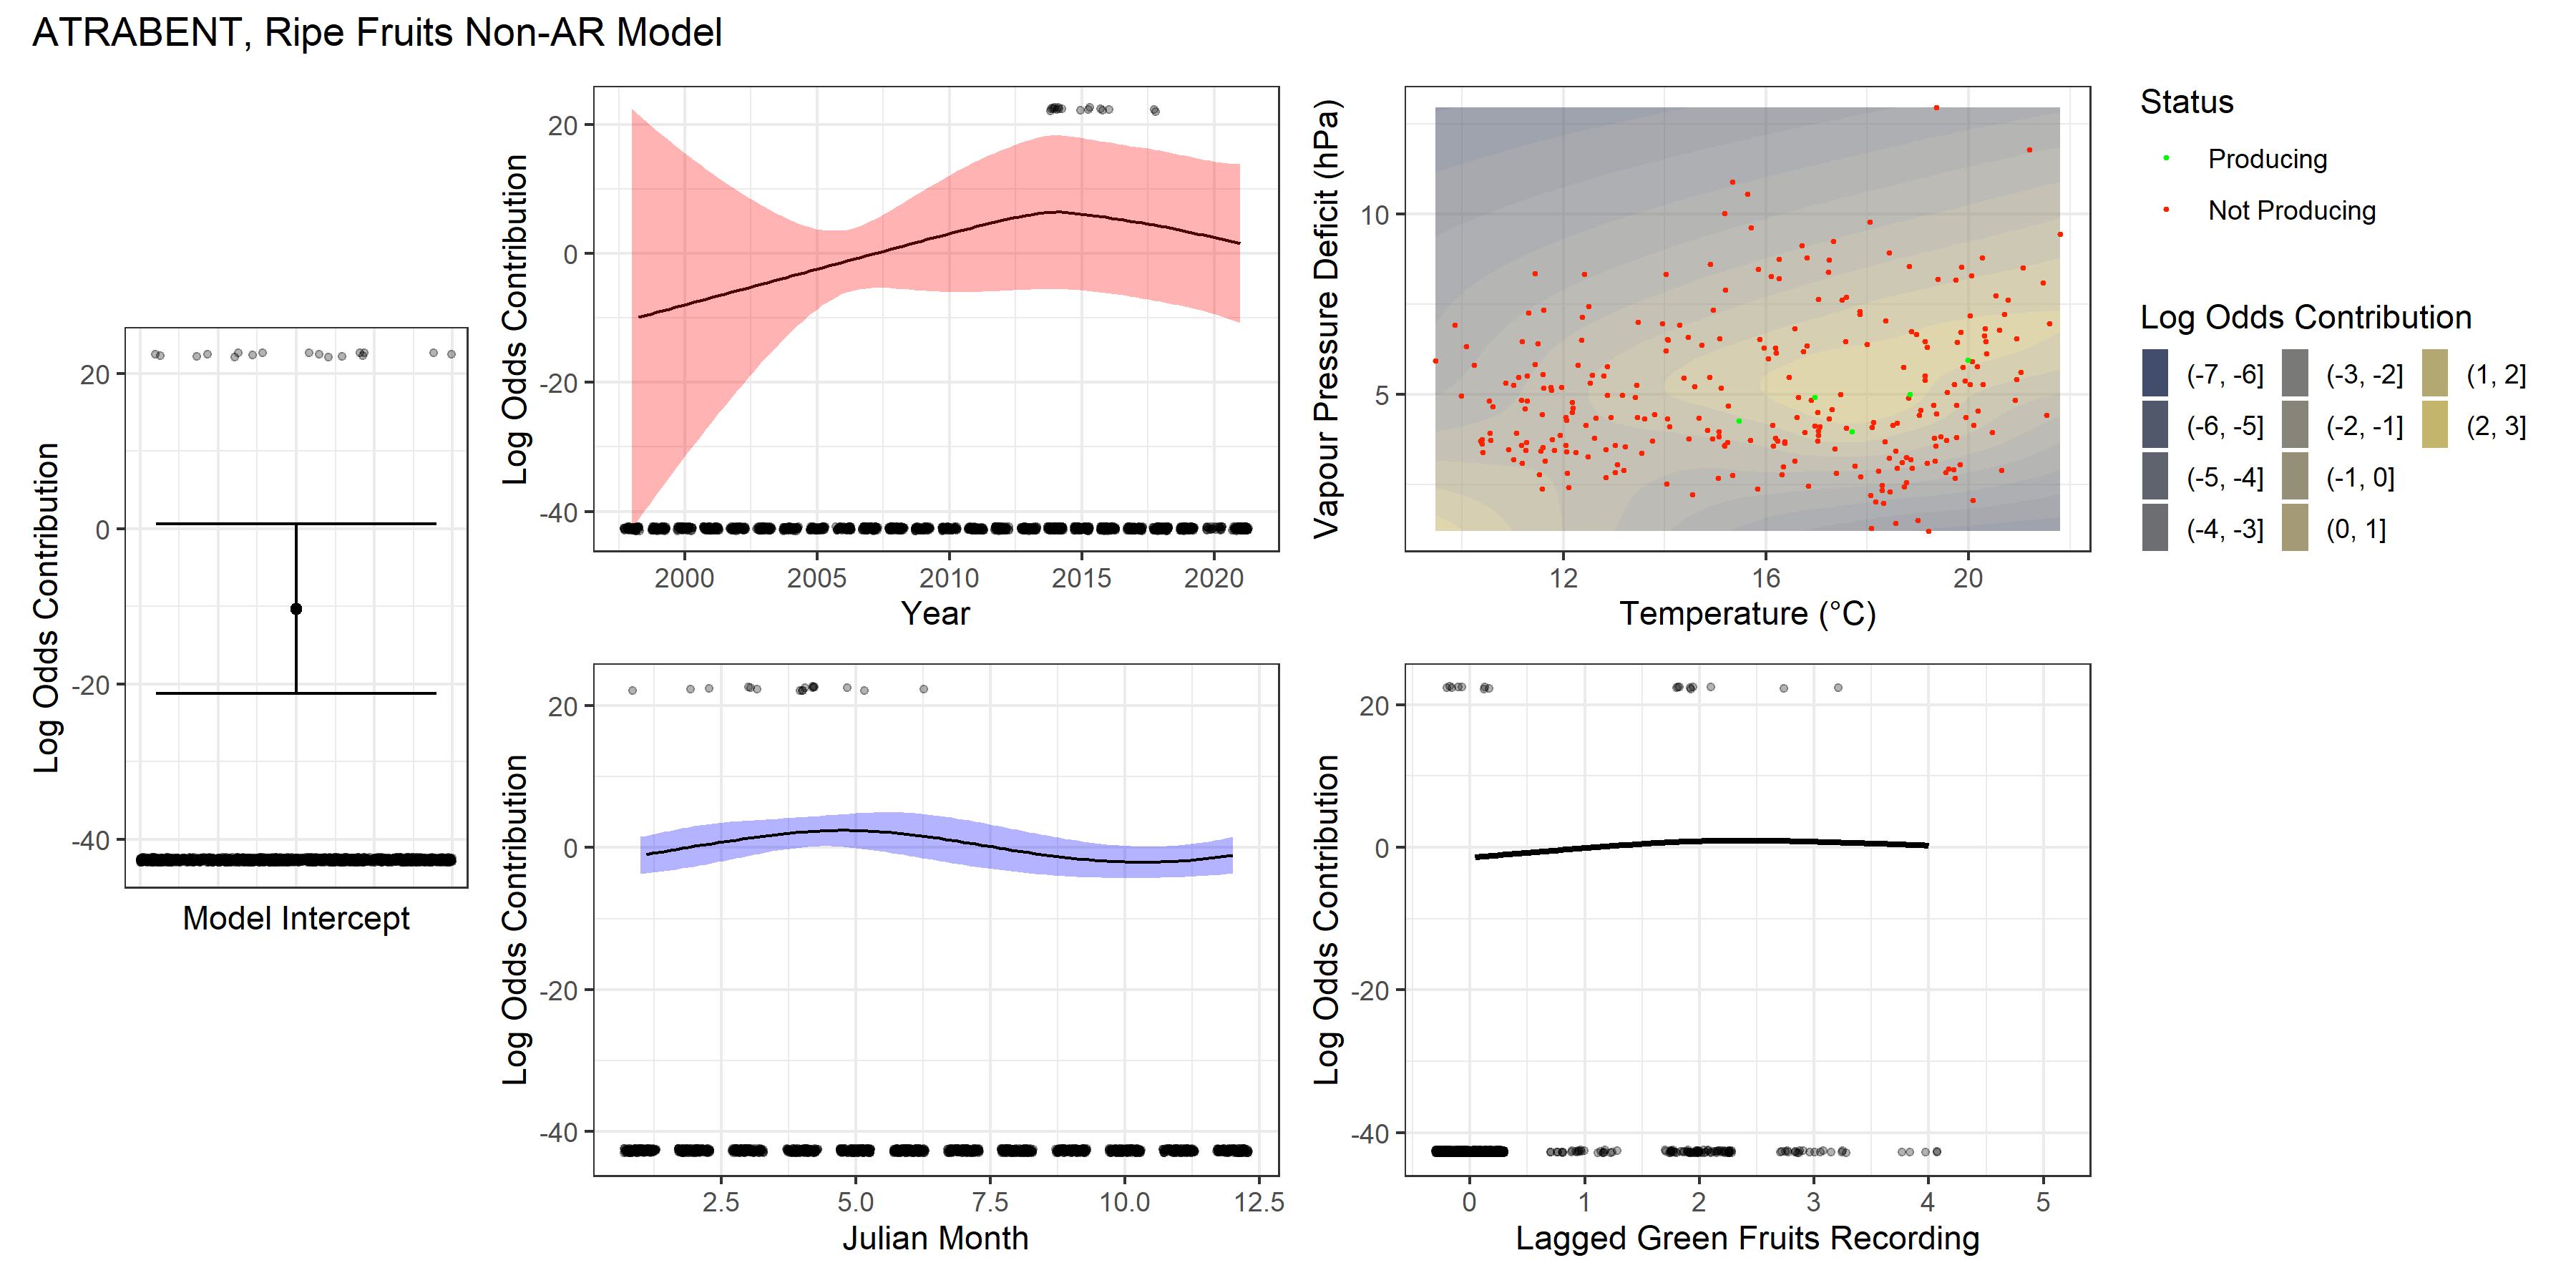 ATRABENT, Ripe Fruits Non-AR Model
Log Odds Contribution
20
0
-20
-40
Model Intercept
Log Odds Contribution
20
0
-20
-40
2000 2005 2010 2015 2020
Year
Vapour Pressure Deficit (hPa)
10
5
12 16 20
Temperature (°C)
Status
Producing
Not Producing
Log Odds Contribution
(-7, -6] (-3, -2] (1, 2]
(-6, -5] (-2, -1] (2, 3]
(-5, -4] (-1, 0]
(-4, -3] (0, 1]
Log Odds Contribution
20
0
-20
-40
2.5 5.0 7.5 10.0 12.5
Julian Month
Log Odds Contribution
20
0
-20
-40
0 1 2 3 4 5
Lagged Green Fruits Recording